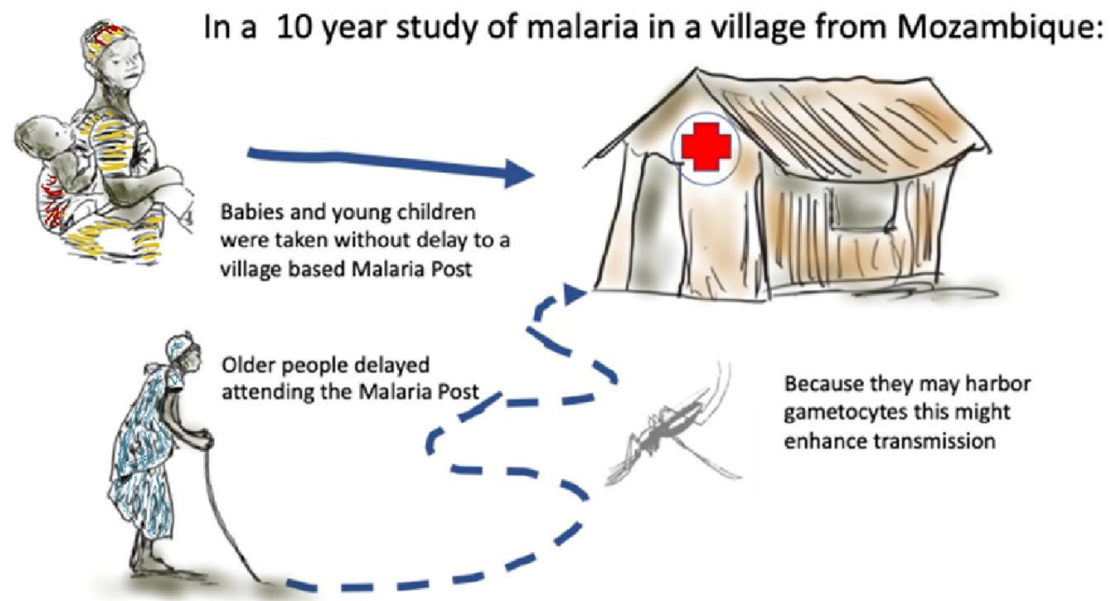 In a 10 year study of malaria in a village from Mozambique:
Babies and young children
were taken without delay to a
village based Malaria Post
Older people delayed
attending the Malaria Post
Because they may harbor
gametocytes this might
enhance transmission